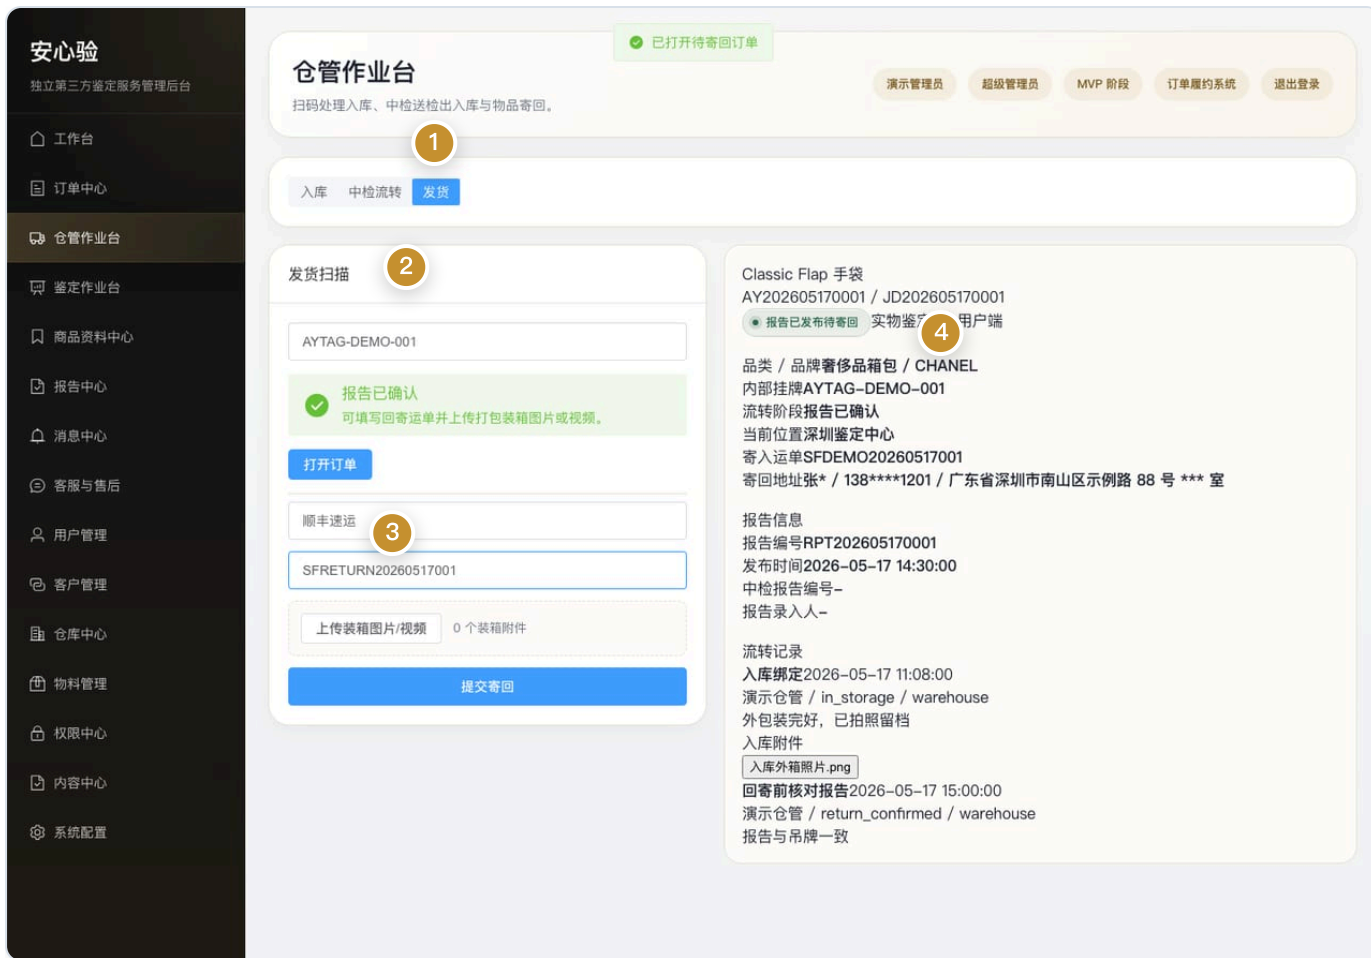 安心验
独立第三方鉴定服务管理后台
工作台
订单中心
仓管作业台
鉴定作业台
商品资料中心
报告中心
消息中心
客服与售后
用户管理
客户管理
仓库中心
物料管理
权限中心
内容中心
系统配置
已打开待寄回订单
仓管作业台
扫码处理入库、中检送检出入库与物品寄回。
演示管理员
超级管理员
MVP 阶段
订单履约系统
退出登录
1
入库
中检流转
发货
发货扫描
2
AYTAG-DEMO-001
报告已确认
可填写回寄运单并上传打包装箱图片或视频。
打开订单
顺丰速运
3
SFRETURN20260517001
上传装箱图片/视频
0 个装箱附件
提交寄回
Classic Flap 手袋
AY202605170001 / JD202605170001
报告已发布待寄回 实物鉴 用户端
4
品类 / 品牌奢侈品箱包 / CHANEL
内部挂牌AYTAG-DEMO-001
流转阶段报告已确认
当前位置深圳鉴定中心
寄入运单SFDEMO20260517001
寄回地址张* / 138****1201 / 广东省深圳市南山区示例路 88 号 *** 室
报告信息
报告编号RPT202605170001
发布时间2026-05-17 14:30:00
中检报告编号-
报告录入人-
流转记录
入库绑定2026-05-17 11:08:00
演示仓管 / in_storage / warehouse
外包装完好，已拍照留档
入库附件
入库外箱照片.png
回寄前核对报告2026-05-17 15:00:00
演示仓管 / return_confirmed / warehouse
报告与吊牌一致